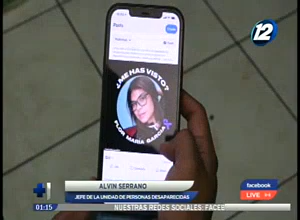 12
¿ME HAS VISTO?
FLOR MARÍA GARCÍA
ALVIN SERRANO
JEFE DE LA UNIDAD DE PERSONAS DESAPARECIDAS
facebook
LIVE
01:15
NUESTRAS REDES SOCIALES: FACEB